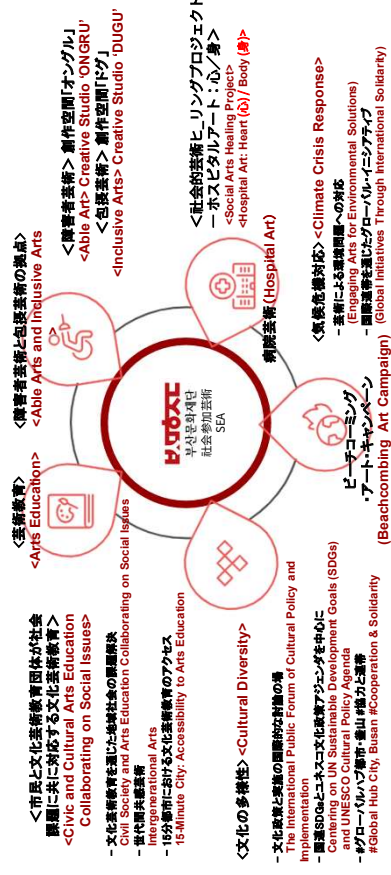 <市民と文化芸術教育団体が社会
課題に共に対応する文化芸術教育>
<Civic and Cultural Arts Education
Collaborating on Social Issues>
- 文化芸術教育を通じた地域社会の課題解決
Civil Society and Arts Education Collaborating on Social Issues
- 世代間共感芸術
Intergenerational Arts
- 15分都市における文化芸術教育のアクセス
15-Minute City: Accessibility to Arts Education
<芸術教育>
<Arts Education>
<障害者芸術と包摂芸術の拠点>
<Able Arts and Inclusive Arts
>
<障害者芸術> 創作空間「オングル」
<Able Art> Creative Studio ‘ONGRU’
<包摂芸術> 創作空間「ドグ」
<Inclusive Arts> Creative Studio ‘DUGU’
부산문화재단
社会参加芸術
SEA
<社会的芸術ヒーリングプロジェクト
– ホスピタルアート：心／身>
<Social Arts Healing Project>
<Hospital Art: Heart (心) / Body (身)>
病院芸術(Hospital Art)
<文化の多様性> <Cultural Diversity>
- 文化政策と実施の国際的な討論の場
The International Public Forum of Cultural Policy and
Implementation
- 国連SDGsとユネスコ文化政策アジェンダを中心に
Centering on UN Sustainable Development Goals (SDGs)
and UNESCO Cultural Policy Agenda
- #グローバルハブ都市・釜山 #協力と連帯
#Global Hub City, Busan #Cooperation & Solidarity
ビーチコーミング
・アート・キャンペーン
(Beachcombing Art Campaign)
<気候危機対応> <Climate Crisis Response>
- 芸術による環境問題への対応
(Engaging Arts for Environmental Solutions)
- 国際連帯を通じたグローバル・イニシアティブ
(Global Initiatives Through International Solidarity)